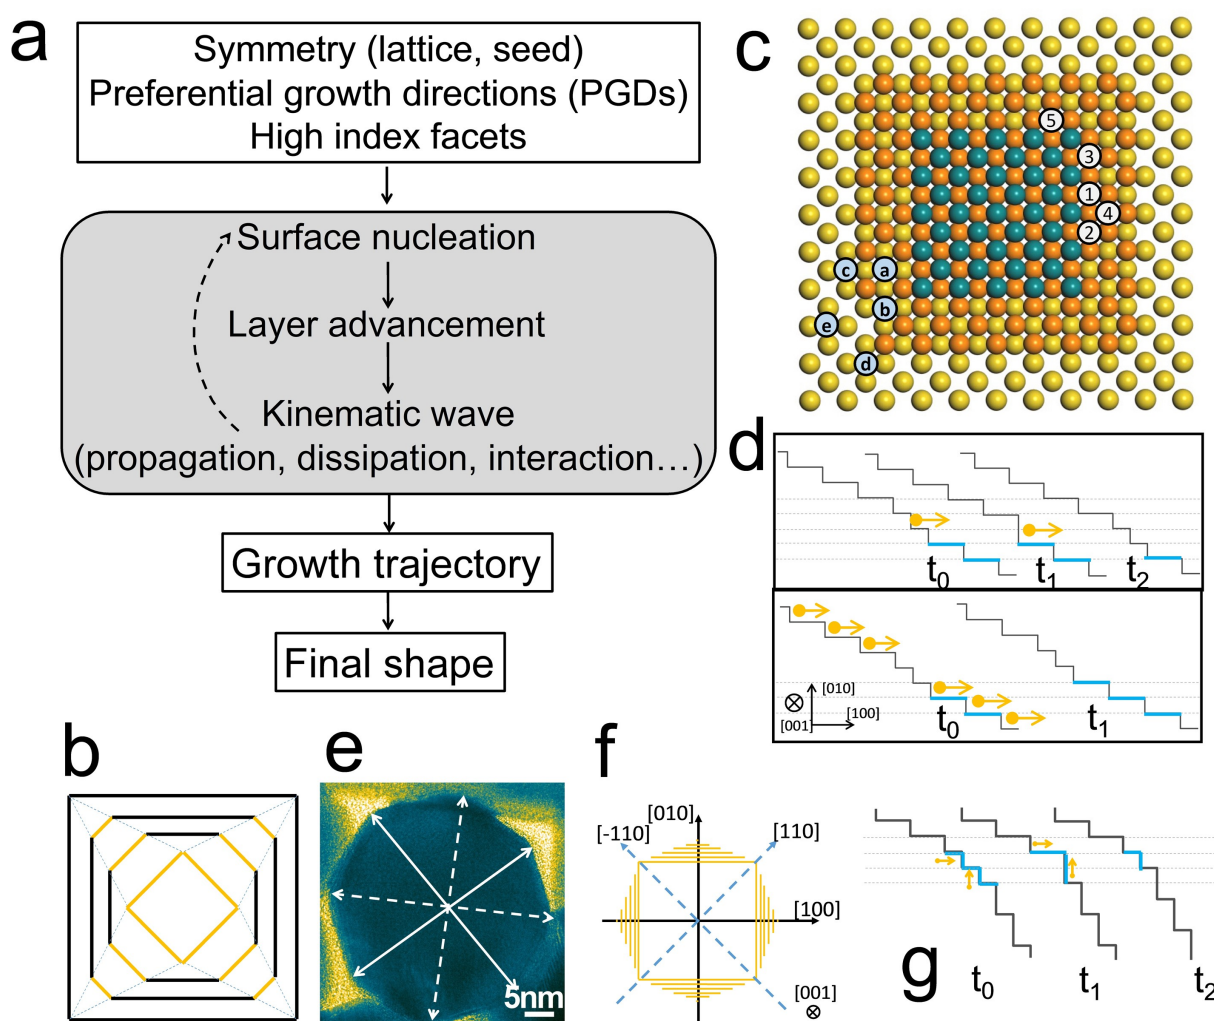 a
Symmetry (lattice, seed)
Preferential growth directions (PGDs)
High index facets
Surface nucleation
Layer advancement
Kinematic wave
(propagation, dissipation, interaction…)
Growth trajectory
Final shape
b
c
5
3
1
4
2
c
a
b
e
d
d
t0
t1
t2
[010]
[001]
[100]
t0
t1
e
5nm
f
[010]
[-110]
[110]
[100]
[001]
g
t0
t1
t2